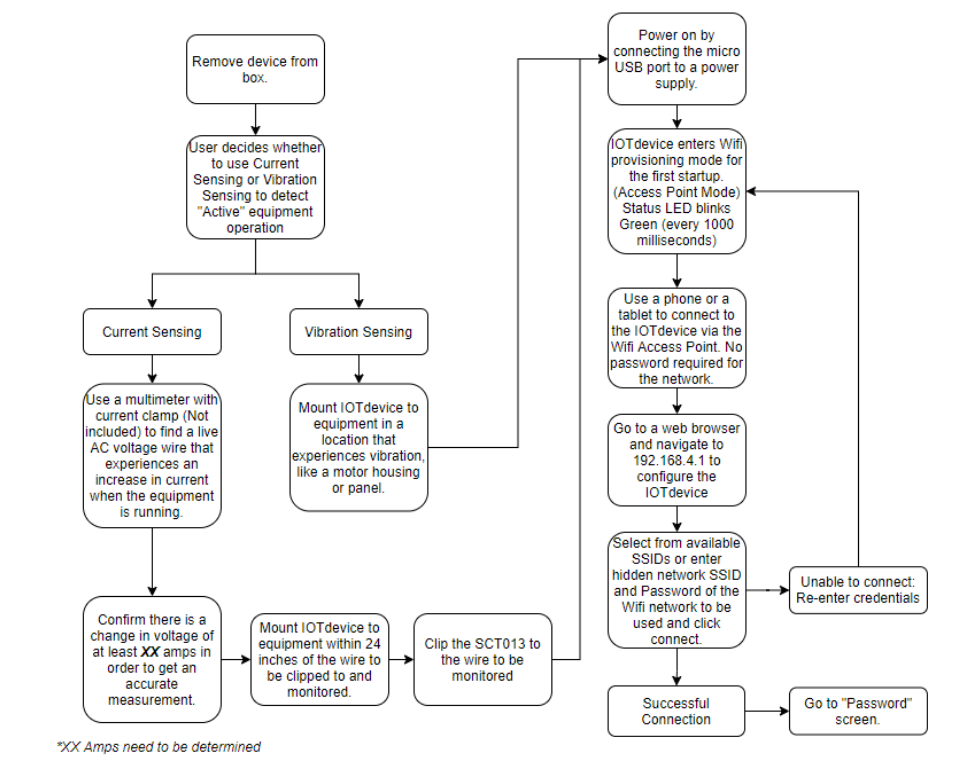 Remove device from
box.
User decides whether
to use Current
Sensing or Vibration
Sensing to detect
"Active" equipment
operation
Current Sensing
Vibration Sensing
Use a multimeter with
current clamp (Not
included) to find a live
AC voltage wire that
experiences an
increase in current
when the equipment
is running.
Mount IOTdevice to
equipment in a
location that
experiences vibration,
like a motor housing
or panel.
Confirm there is a
change in voltage of
at least XX amps in
order to get an
accurate
measurement.
Mount IOTdevice to
equipment within 24
inches of the wire to
be clipped to and
monitored.
Clip the SCT013 to
the wire to be
monitored
Power on by
connecting the micro
USB port to a power
supply.
IOTdevice enters Wifi
provisioning mode for
the first startup.
(Access Point Mode)
Status LED blinks
Green (every 1000
milliseconds)
Use a phone or a
tablet to connect to
the IOTdevice via the
Wifi Access Point. No
password required for
the network.
Go to a web browser
and navigate to
192.168.4.1 to
configure the
IOTdevice
Select from available
SSIDs or enter
hidden network SSID
and Password of the
Wifi network to be
used and click
connect.
Unable to connect:
Re-enter credentials
Successful
Connection
Go to "Password"
screen.
*XX Amps need to be determined